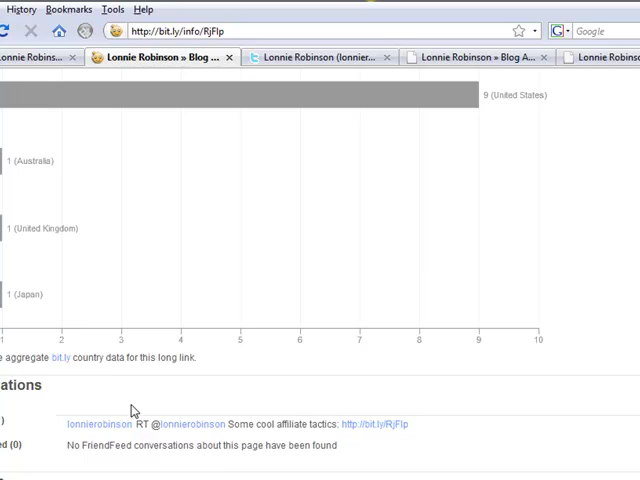 History Bookmarks Tools Help
http://bit.ly/info/RjFlp Google
Lonnie Robins... Lonnie Robinson » Blog ... Lonnie Robinson (lonnier... Lonnie Robinson » Blog A... Lonnie Robinso
9 (United States)
1 (Australia)
1 (United Kingdom)
1 (Japan)
1 2 3 4 5 6 7 8 9 10
e aggregate bit.ly country data for this long link.
ations
) lonnierobinson RT @lonnierobinson Some cool affiliate tactics: http://bit.ly/RjFlp
ed (0) No FriendFeed conversations about this page have been found